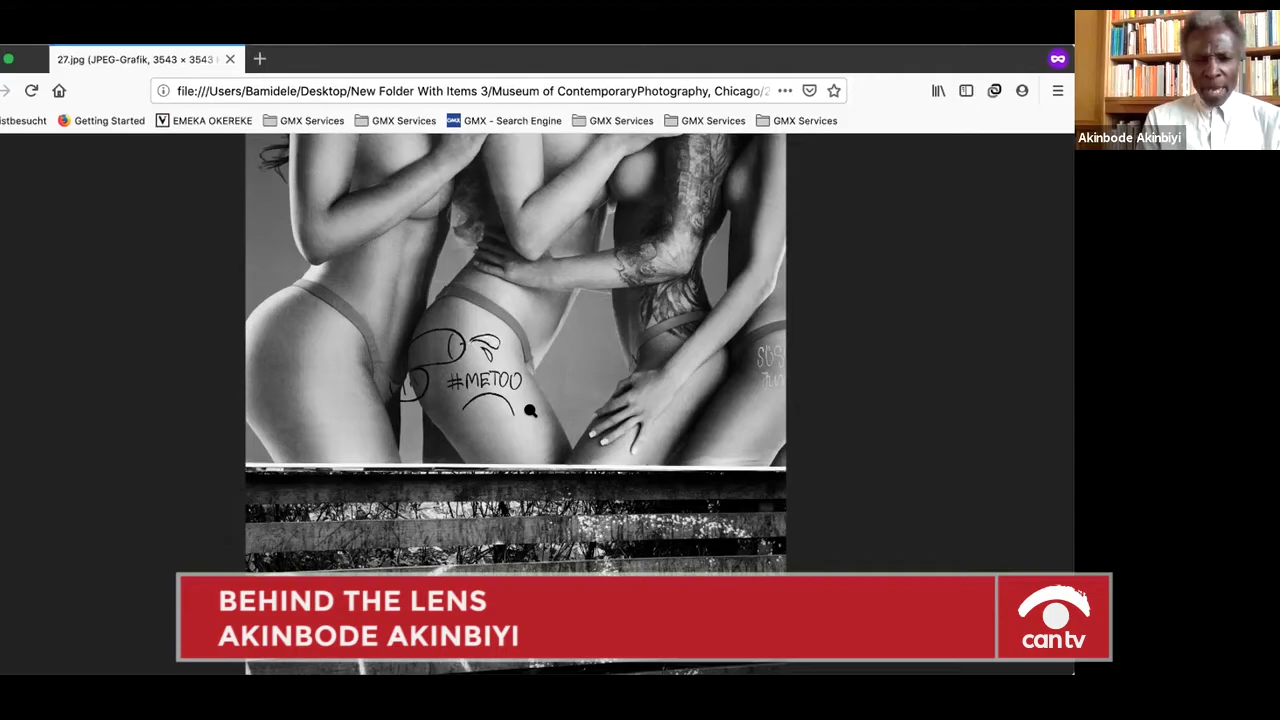 27.jpg (JPEG-Grafik, 3543 × 3543
file:///Users/Bamidele/Desktop/New Folder With Items 3/Museum of ContemporaryPhotography, Chicago/2
istbesucht
Getting Started
EMEKA OKEREKE
GMX Services
GMX Services
GMX - Search Engine
GMX Services
GMX Services
GMX Services
Akinbode Akinbiyi
#METOO
SOS
BEHIND THE LENS
AKINBODE AKINBIYI
can tv